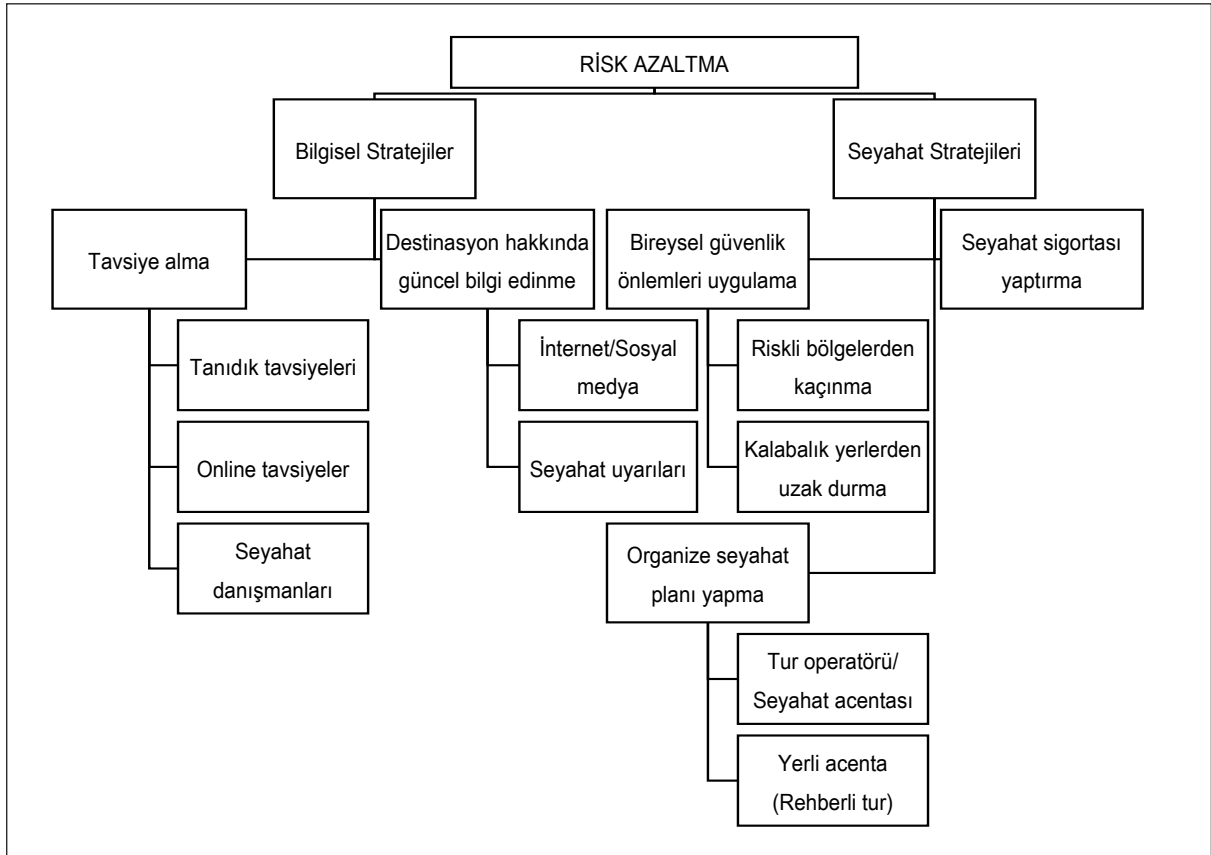 RİSK AZALTMA
Bilgisel Stratejiler
Seyahat Stratejileri
Tavsiye alma
Destinasyon hakkında
güncel bilgi edinme
Bireysel güvenlik
önlemleri uygulama
Seyahat sigortası
yaptırma
Tanıdık tavsiyeleri
İnternet/Sosyal
medya
Riskli bölgelerden
kaçınma
Online tavsiyeler
Seyahat uyarıları
Kalabalık yerlerden
uzak durma
Seyahat
danışmanları
Organize seyahat
planı yapma
Tur operatörü/
Seyahat acentası
Yerli acenta
(Rehberli tur)